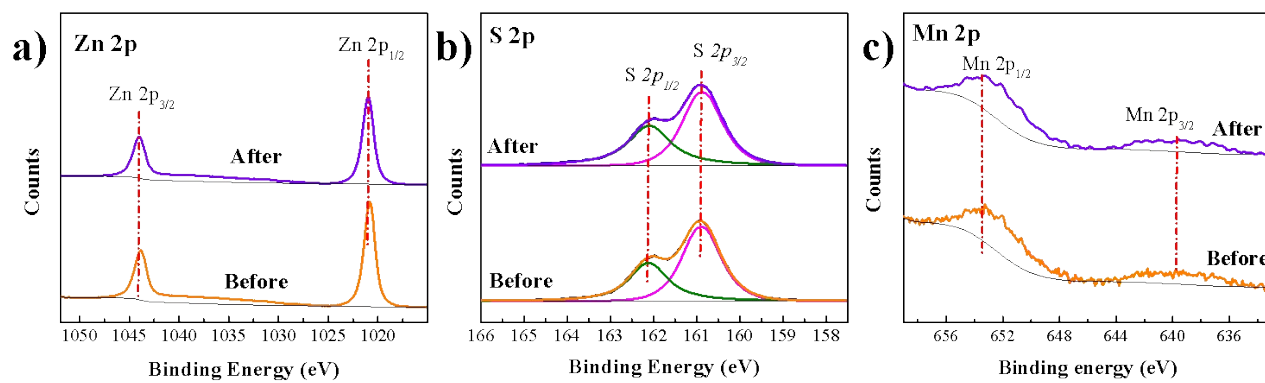 a)
Zn 2p
Zn 2p3/2
Zn 2p1/2
After
Before
Counts
1050 1045 1040 1035 1030 1025 1020
Binding Energy (eV)
b)
S 2p
S 2p1/2
S 2p3/2
After
Before
Counts
166 165 164 163 162 161 160 159 158
Binding Energy (eV)
c)
Mn 2p
Mn 2p1/2
Mn 2p3/2
After
Before
Counts
656 652 648 644 640 636
Binding energy (eV)